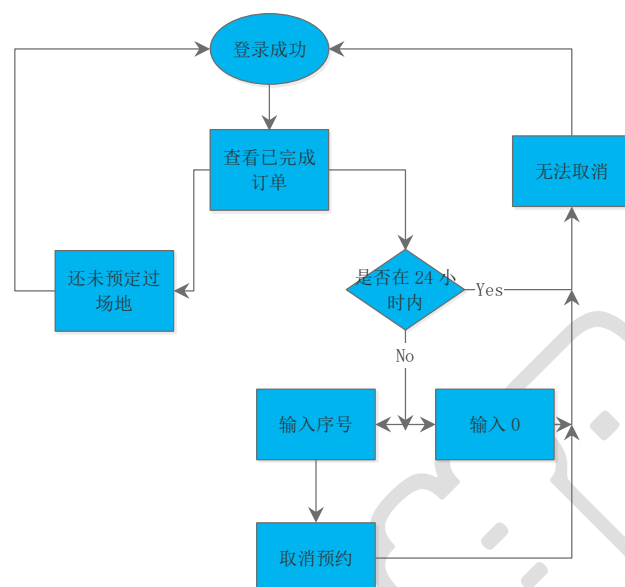 登录成功
查看已完成
订单
无法取消
还未预定过
场地
是否在 24 小
时内
Yes
No
输入序号
输入 0
取消预约